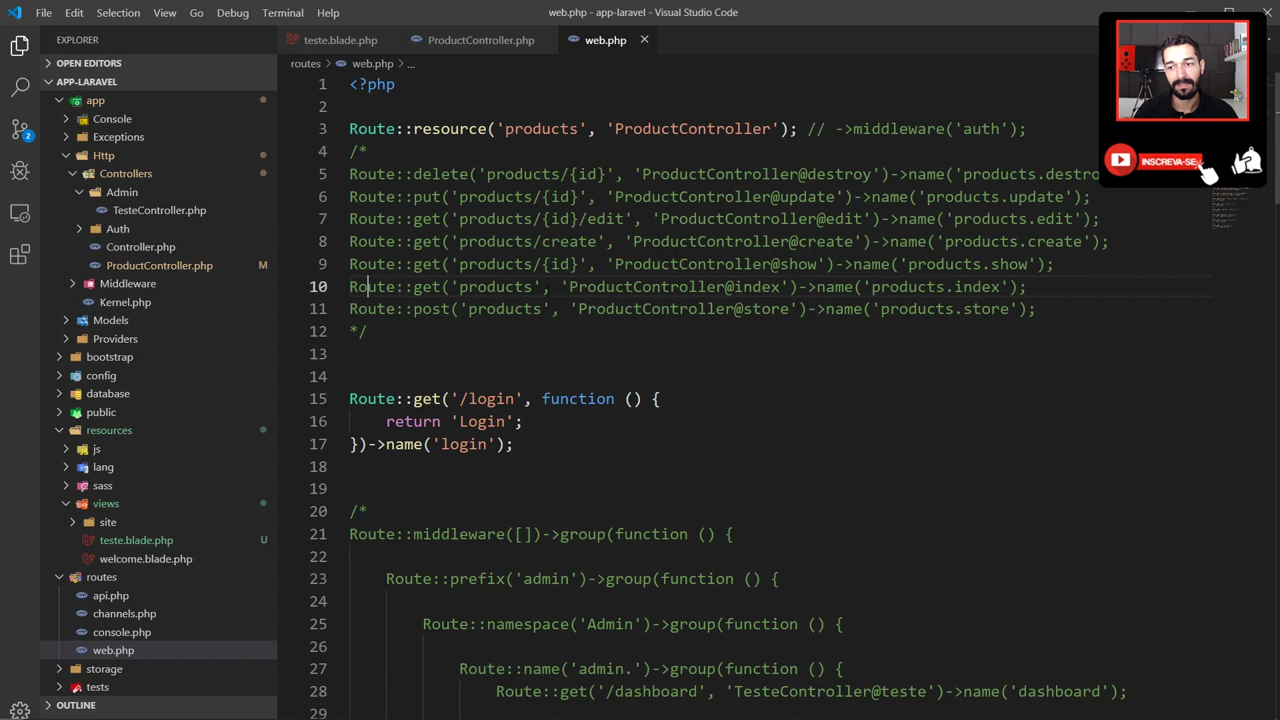 File Edit Selection View Go Debug Terminal Help
web.php - app-laravel - Visual Studio Code
EXPLORER
OPEN EDITORS
APP-LARAVEL
app
Console
Exceptions
Http
Controllers
Admin
TesteController.php
Auth
Controller.php
ProductController.php M
Middleware
Kernel.php
Models
Providers
bootstrap
config
database
public
resources
js
lang
sass
views
site
teste.blade.php U
welcome.blade.php
routes
api.php
channels.php
console.php
web.php
storage
tests
OUTLINE
2
teste.blade.php ProductController.php web.php
routes > web.php > ...
1 <?php
2
3 Route::resource('products', 'ProductController'); // ->middleware('auth');
4 /*
5 Route::delete('products/{id}', 'ProductController@destroy')->name('products.destro
6 Route::put('products/{id}', 'ProductController@update')->name('products.update');
7 Route::get('products/{id}/edit', 'ProductController@edit')->name('products.edit');
8 Route::get('products/create', 'ProductController@create')->name('products.create');
9 Route::get('products/{id}', 'ProductController@show')->name('products.show');
10 Route::get('products', 'ProductController@index')->name('products.index');
11 Route::post('products', 'ProductController@store')->name('products.store');
12 */
13
14
15 Route::get('/login', function () {
16 return 'Login';
17 })->name('login');
18
19
20 /*
21 Route::middleware([])->group(function () {
22
23 Route::prefix('admin')->group(function () {
24
25 Route::namespace('Admin')->group(function () {
26
27 Route::name('admin.')->group(function () {
28 Route::get('/dashboard', 'TesteController@teste')->name('dashboard');
29
INSCREVA-SE